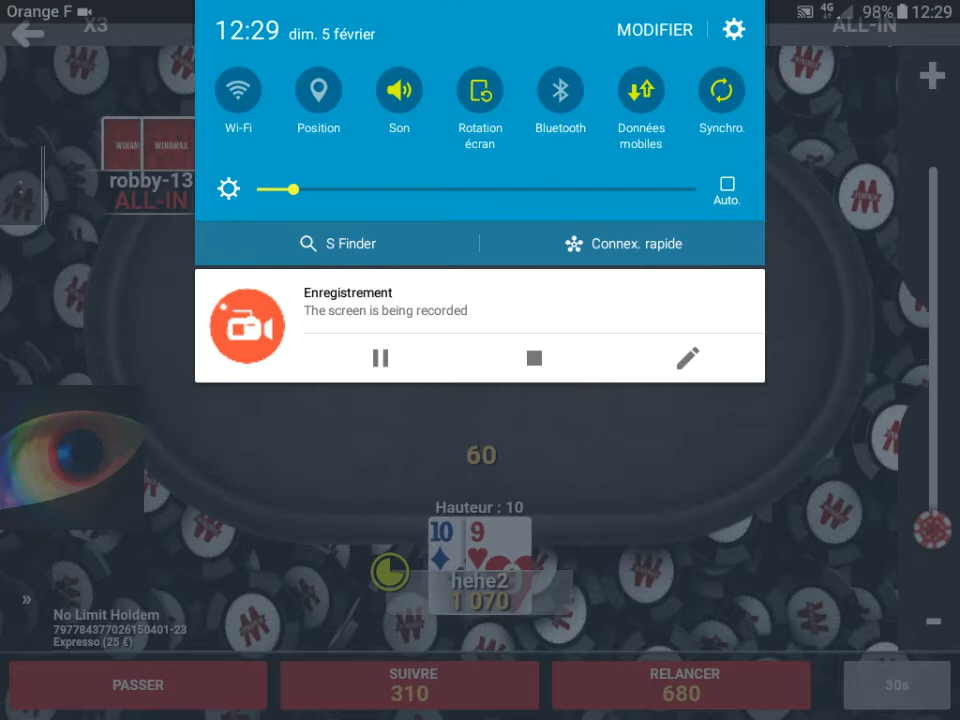 Orange F
4G 98% 12:29
X3
12:29 dim. 5 février
MODIFIER
ALL-IN
Wi-Fi
Position
Son
Rotation
écran
Bluetooth
Données
mobiles
Synchro.
Auto.
WINAMAX
robby-13
ALL-IN
S Finder
Connex. rapide
Enregistrement
The screen is being recorded
60
Hauteur : 10
10 9
hehe2
1 070
»
No Limit Holdem
797784377026150401-23
Expresso (25 €)
PASSER
SUIVRE
310
RELANCER
680
30s